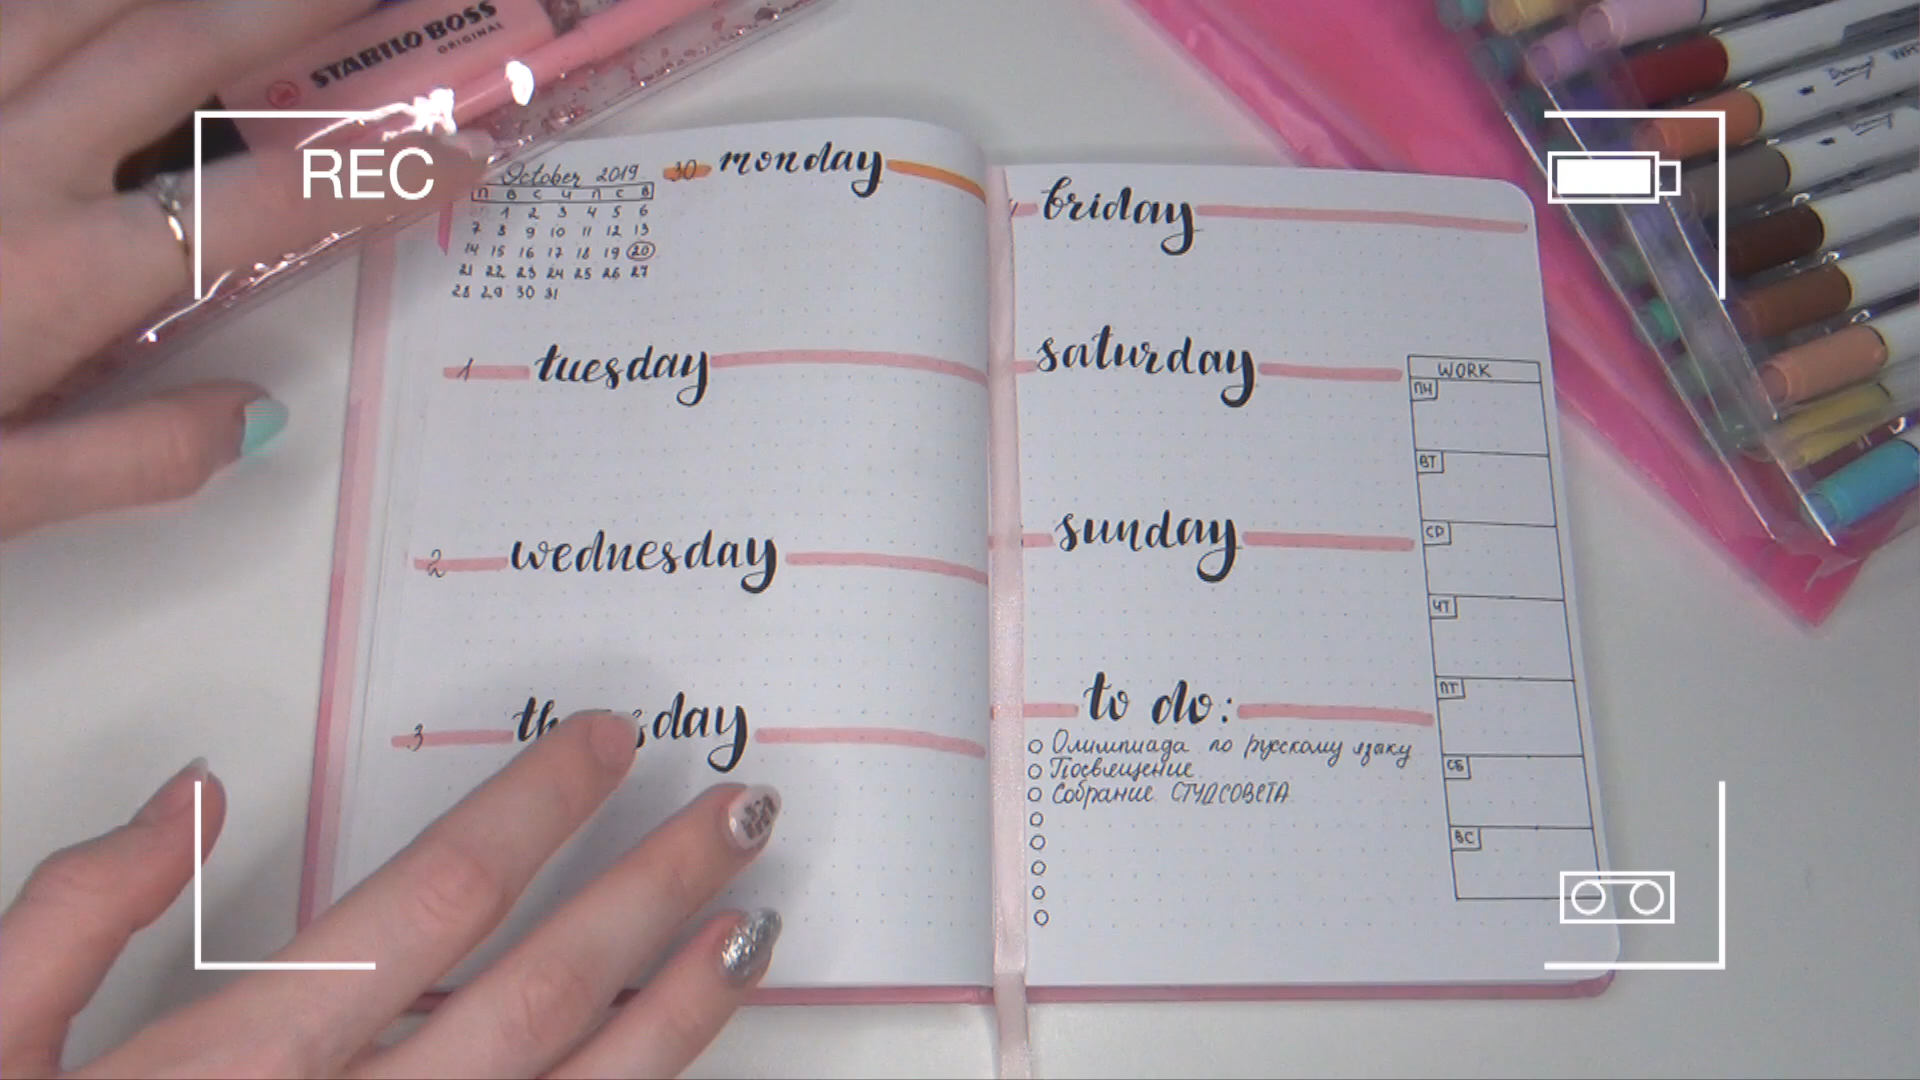 STABILO BOSS
ORIGINAL
REC
October 2019
П В С Ч П С В
1 2 3 4 5 6
7 8 9 10 11 12 13
14 15 16 17 18 19 20
21 22 23 24 25 26 27
28 29 30 31
30 monday
1 tuesday
2 wednesday
3 thursday
friday
saturday
sunday
to do:
Олимпиада по русскому языку
Посвящение
Собрание СТУДСОВЕТА
WORK
ПН
ВТ
СР
ЧТ
ПТ
СБ
ВС